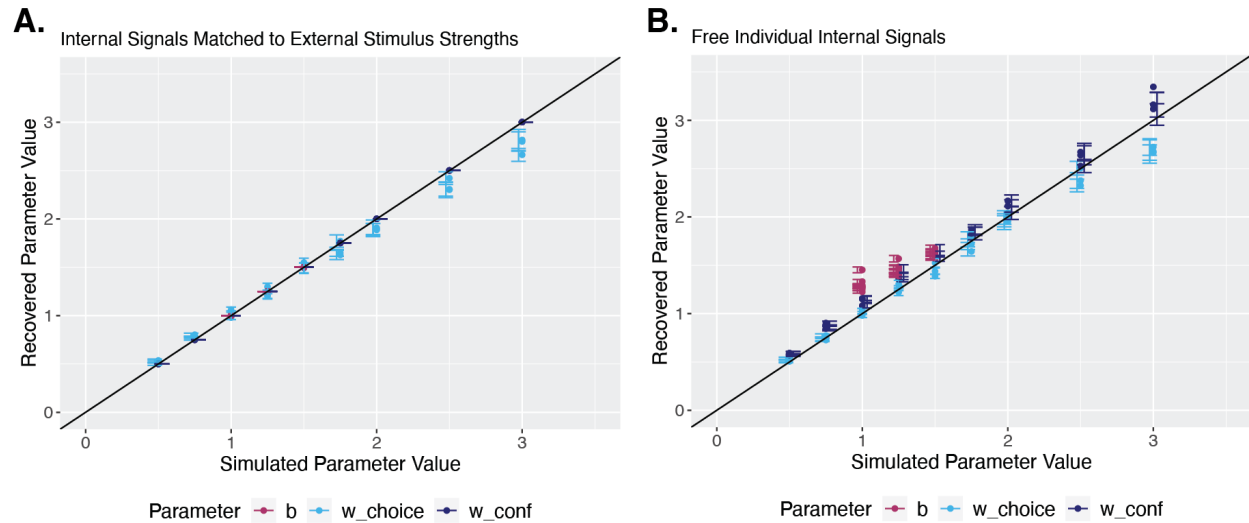 A.
Internal Signals Matched to External Stimulus Strengths
Recovered Parameter Value
3
2
1
0
0 1 2 3
Simulated Parameter Value
Parameter b w_choice w_conf
B.
Free Individual Internal Signals
Recovered Parameter Value
3
2
1
0
0 1 2 3
Simulated Parameter Value
Parameter b w_choice w_conf